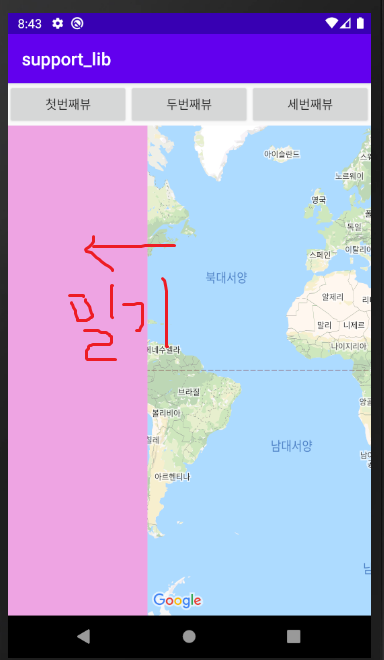 8:43
support_lib
첫번째뷰
두번째뷰
세번째뷰
아이슬란드
노르웨이
영국
독일
스페인
이탈리
북대서양
밀기
알제리
말리
니제르
나이지리아
베네수엘라
브라질
볼리비아
칠레
아르헨티나
남대서양
앙골
Google